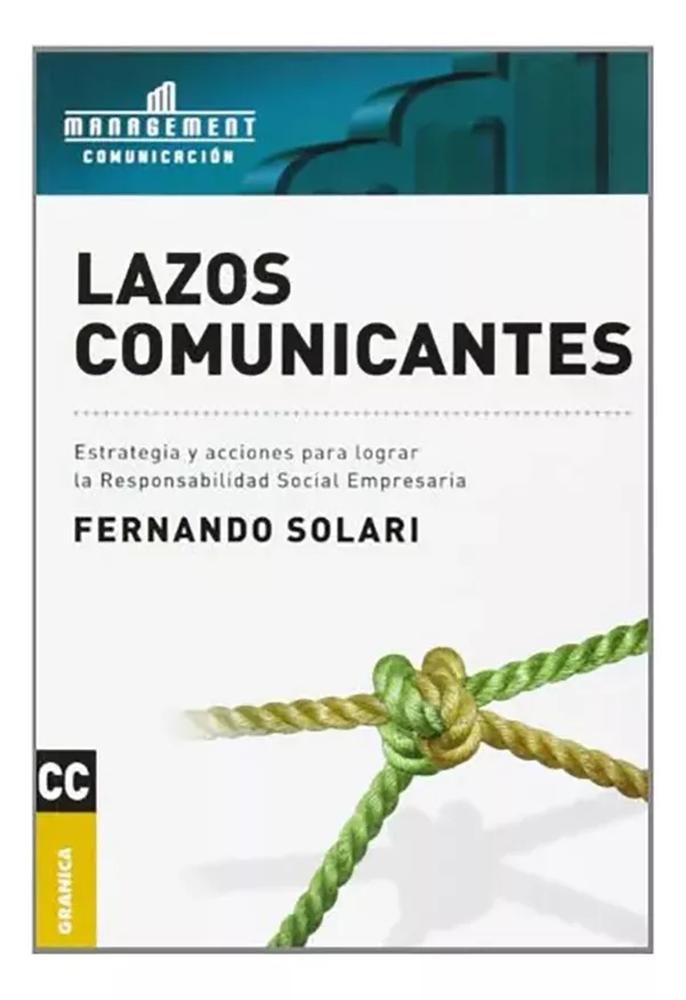 MANAGEMENT
COMUNICACIÓN
LAZOS
COMUNICANTES
Estrategia y acciones para lograr
la Responsabilidad Social Empresaria
FERNANDO SOLARI
CC
GRANICA